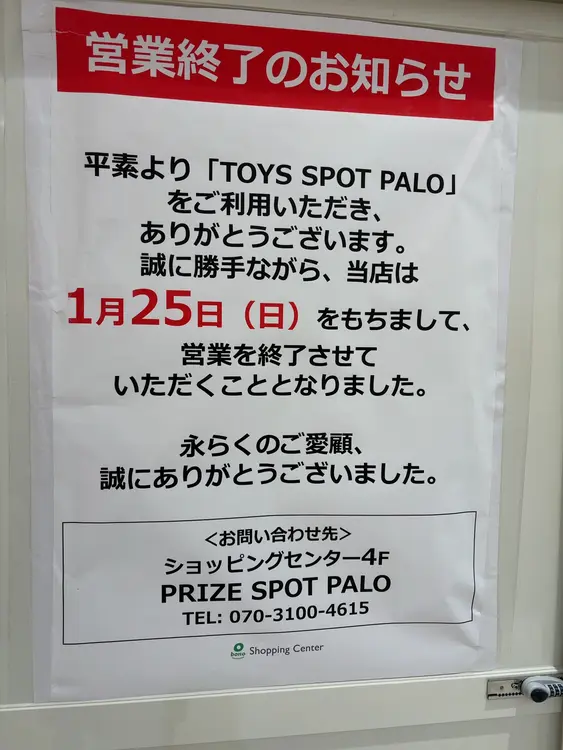 営業終了のお知らせ
平素より「TOYS SPOT PALO」
をご利用いただき、
ありがとうございます。
誠に勝手ながら、当店は
1月25日（日）をもちまして、
営業を終了させて
いただくこととなりました。
永らくのご愛顧、
誠にありがとうございました。
＜お問い合わせ先＞
ショッピングセンター4F
PRIZE SPOT PALO
TEL: 070-3100-4615
bono Shopping Center